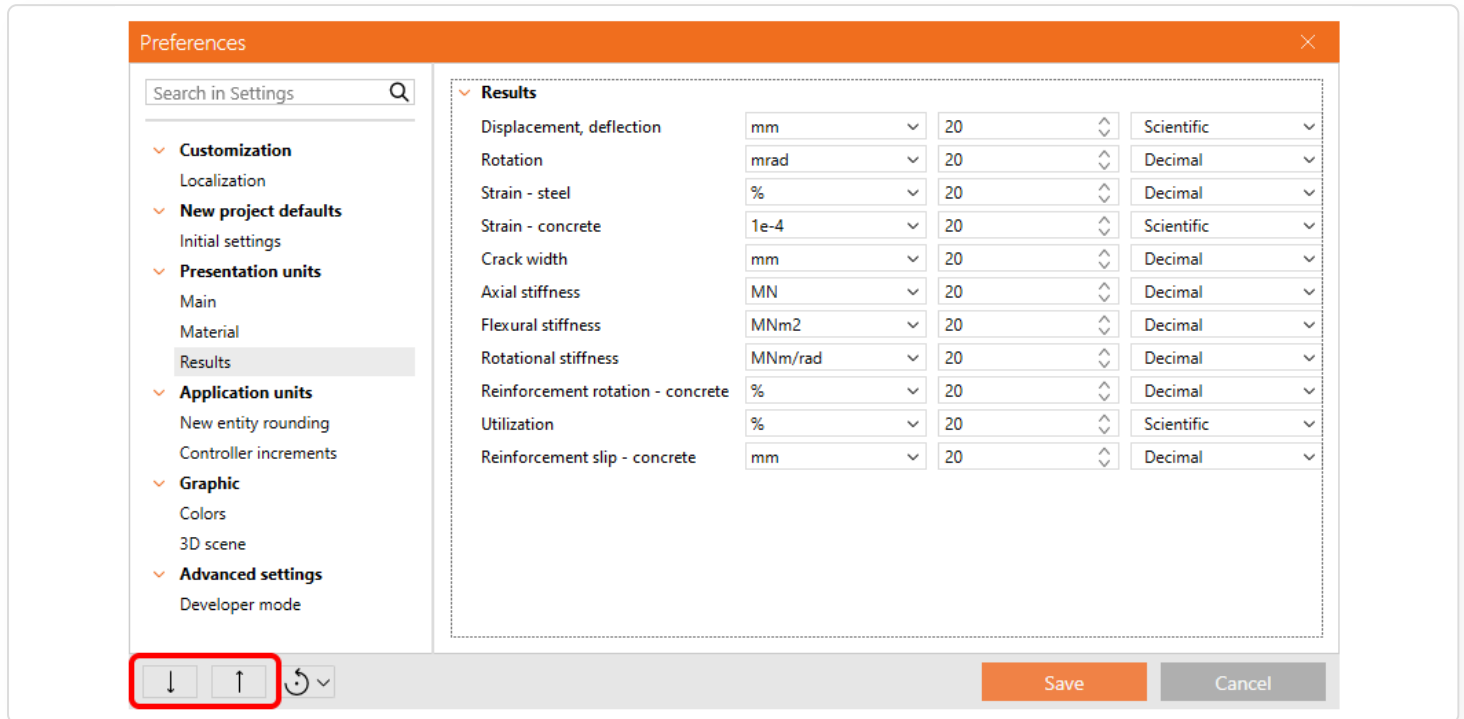 Preferences
Search in Settings
Customization
Localization
New project defaults
Initial settings
Presentation units
Main
Material
Results
Application units
New entity rounding
Controller increments
Graphic
Colors
3D scene
Advanced settings
Developer mode
Results
Displacement, deflection mm 20 Scientific
Rotation mrad 20 Decimal
Strain - steel % 20 Decimal
Strain - concrete 1e-4 20 Scientific
Crack width mm 20 Decimal
Axial stiffness MN 20 Decimal
Flexural stiffness MNm2 20 Decimal
Rotational stiffness MNm/rad 20 Decimal
Reinforcement rotation - concrete % 20 Decimal
Utilization % 20 Scientific
Reinforcement slip - concrete mm 20 Decimal
Save Cancel